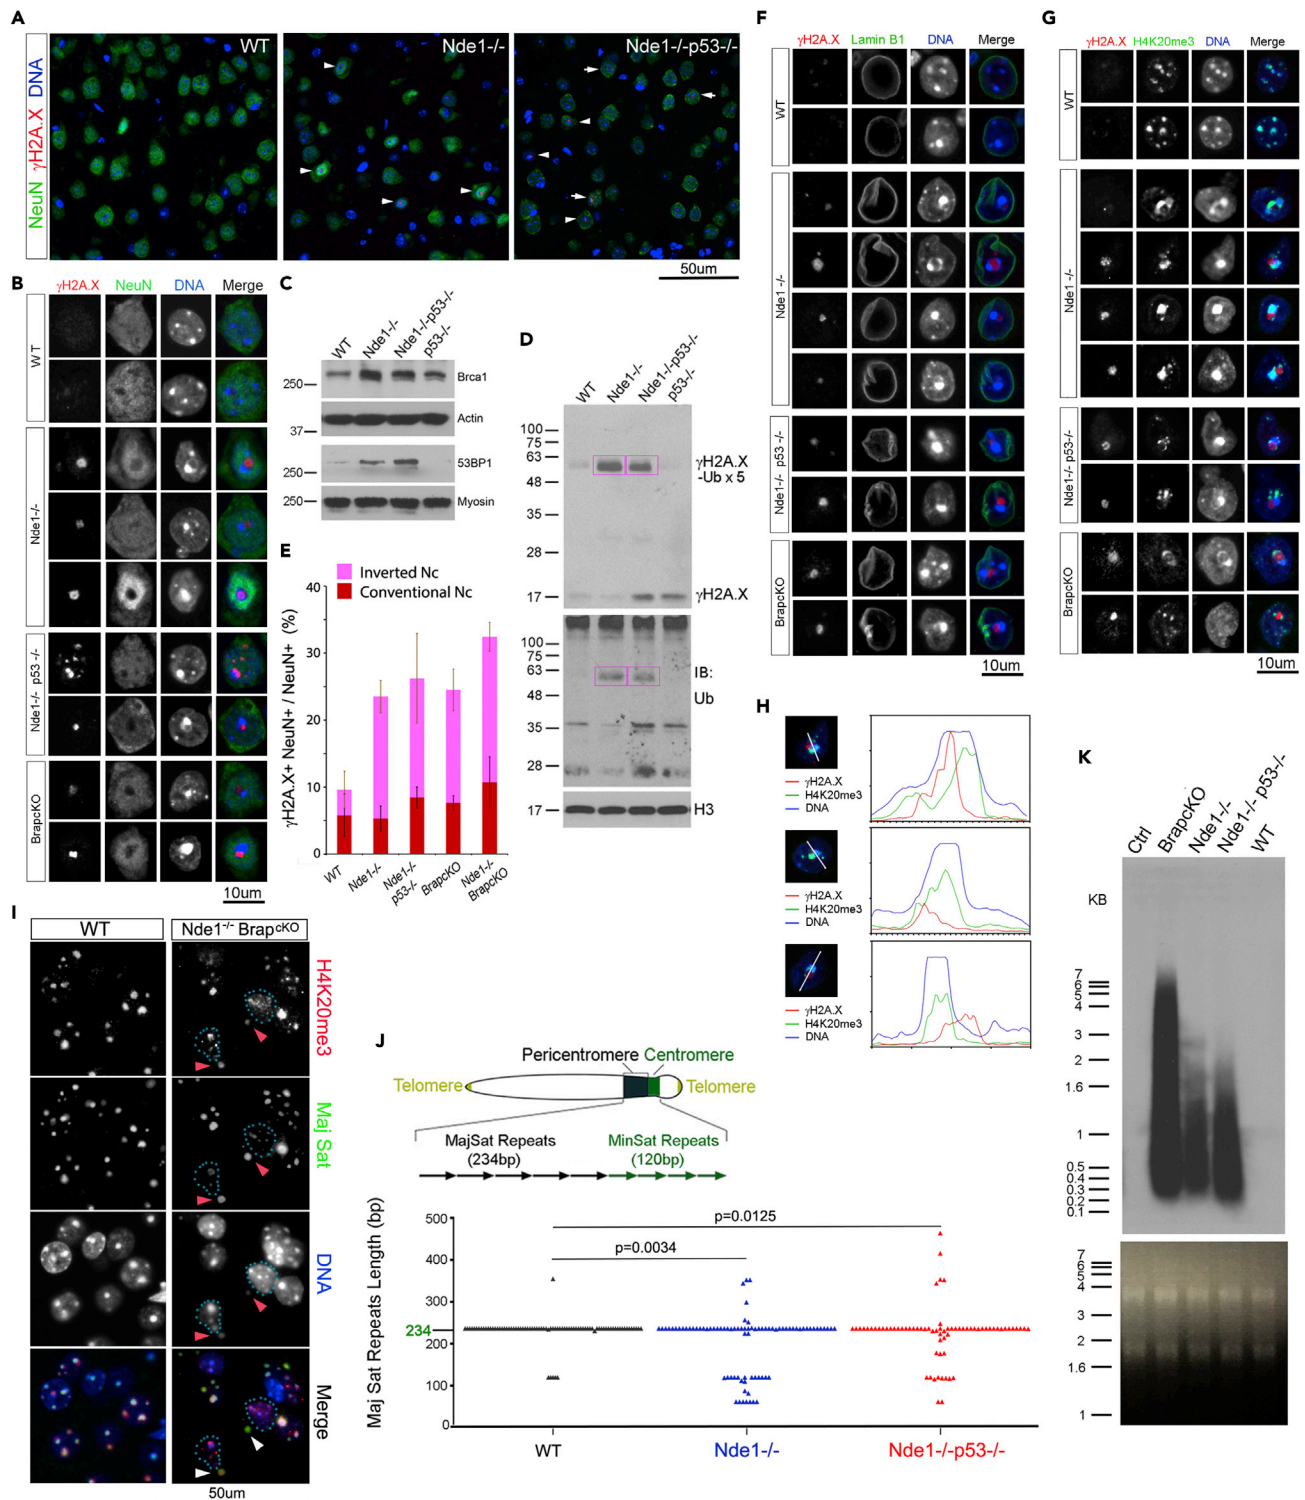 A
WT
Nde1-/-
Nde1-/-p53-/-
NeuN γH2A.X DNA
50um
B
γH2A.X NeuN DNA Merge
WT
Nde1-/-
Nde1-/- p53 -/-
BrapcKO
10um
C
WT
Nde1-/-
Nde1-/-p53-/-
p53-/-
250
Brca1
Actin
37
53BP1
250
250
Myosin
D
WT
Nde1-/-
Nde1-/-p53-/-
p53-/-
100
75
63
48
35
28
17
γH2A.X
-Ub x 5
γH2A.X
100
75
63
48
35
28
17
IB:
Ub
H3
E
Inverted Nc
Conventional Nc
γH2A.X+ NeuN+ / NeuN+ (%)
40
30
20
10
0
WT
Nde1-/-
Nde1-/-
p53-/-
BrapcKO
Nde1-/-
BrapcKO
F
γH2A.X Lamin B1 DNA Merge
WT
Nde1 -/-
Nde1-/- p53 -/-
BrapcKO
10um
G
γH2A.X H4K20me3 DNA Merge
WT
Nde1 -/-
Nde1-/- p53-/-
BrapcKO
10um
H
γH2A.X
H4K20me3
DNA
γH2A.X
H4K20me3
DNA
γH2A.X
H4K20me3
DNA
I
WT
Nde1-/- BrapcKO
H4K20me3
Maj Sat
DNA
Merge
50um
J
Pericentromere Centromere
Telomere
Telomere
MajSat Repeats
(234bp)
MinSat Repeats
(120bp)
Maj Sat Repeats Length (bp)
500
400
300
234
200
100
0
p=0.0125
p=0.0034
WT
Nde1-/-
Nde1-/-p53-/-
K
Ctrl
BrapcKO
Nde1-/-
Nde1-/- p53-/-
WT
KB
7
6
5
4
3
2
1.6
1
0.5
0.4
0.3
0.2
0.1
7
6
5
4
3
2
1.6
1